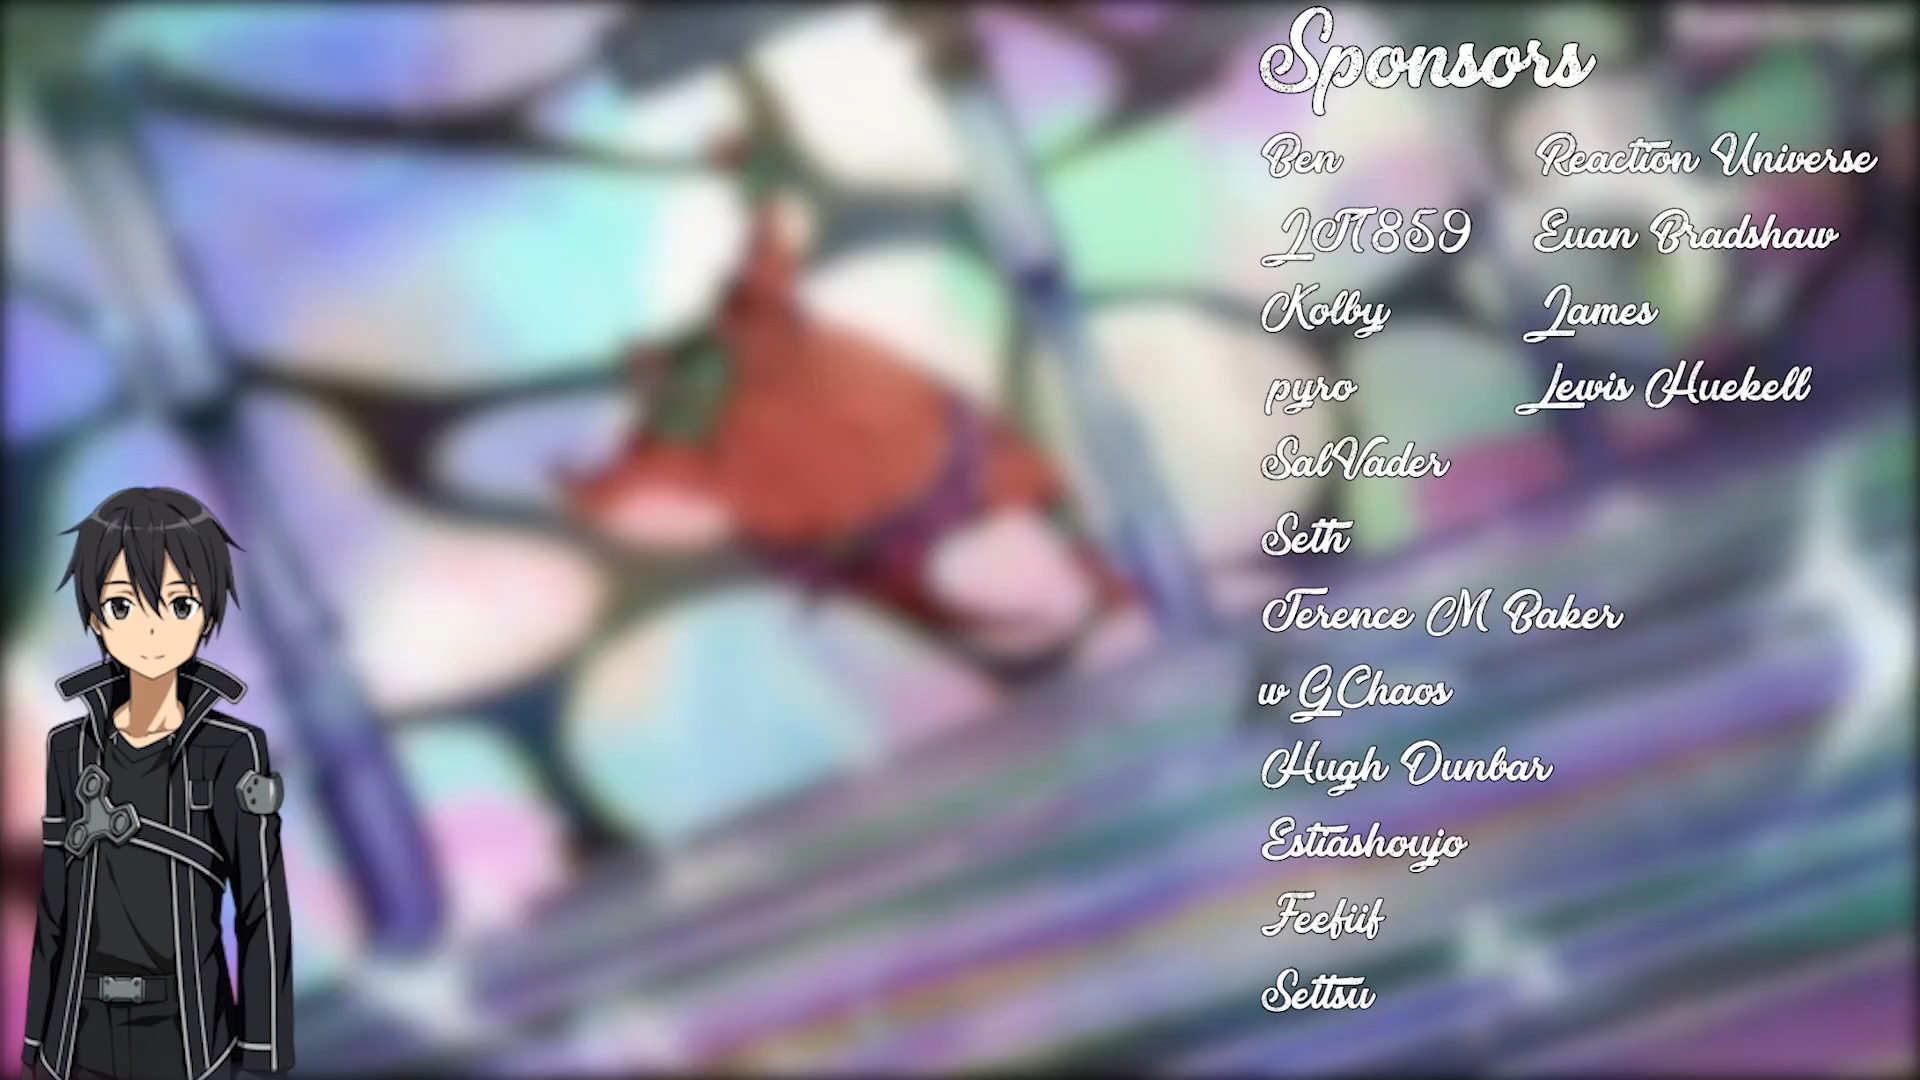 Sponsors
Ben
LTT859
Kolby
pyro
SalVader
Seth
Terence M Baker
w GChaos
Hugh Dunbar
Estiashoujo
Feefiif
Settsu
Reaction Universe
Euan Bradshaw
James
Lewis Huekell